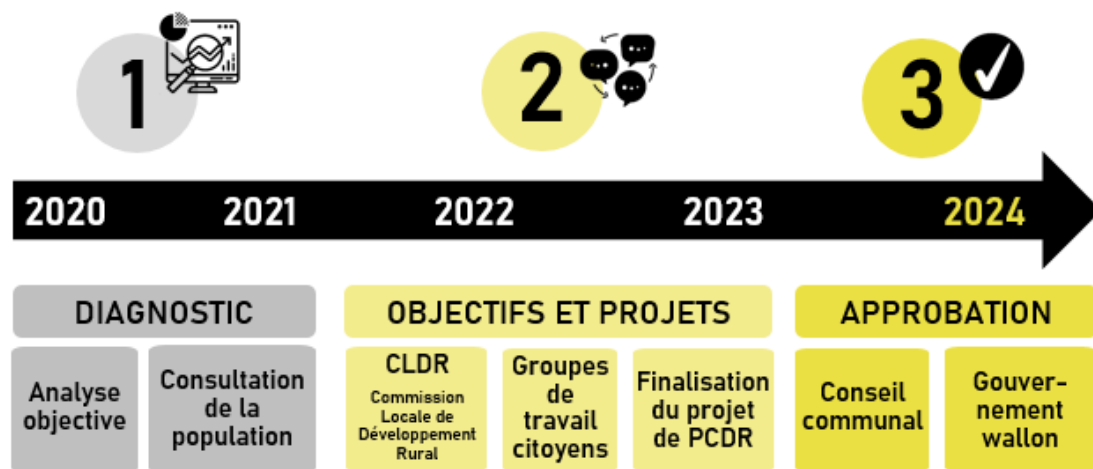 1
2
3
2020 2021 2022 2023 2024
DIAGNOSTIC
OBJECTIFS ET PROJETS
APPROBATION
Analyse
objective
Consultation
de la
population
CLDR
Commission
Locale de
Développement
Rural
Groupes
de
travail
citoyens
Finalisation
du projet
de PCDR
Conseil
communal
Gouver-
nement
wallon